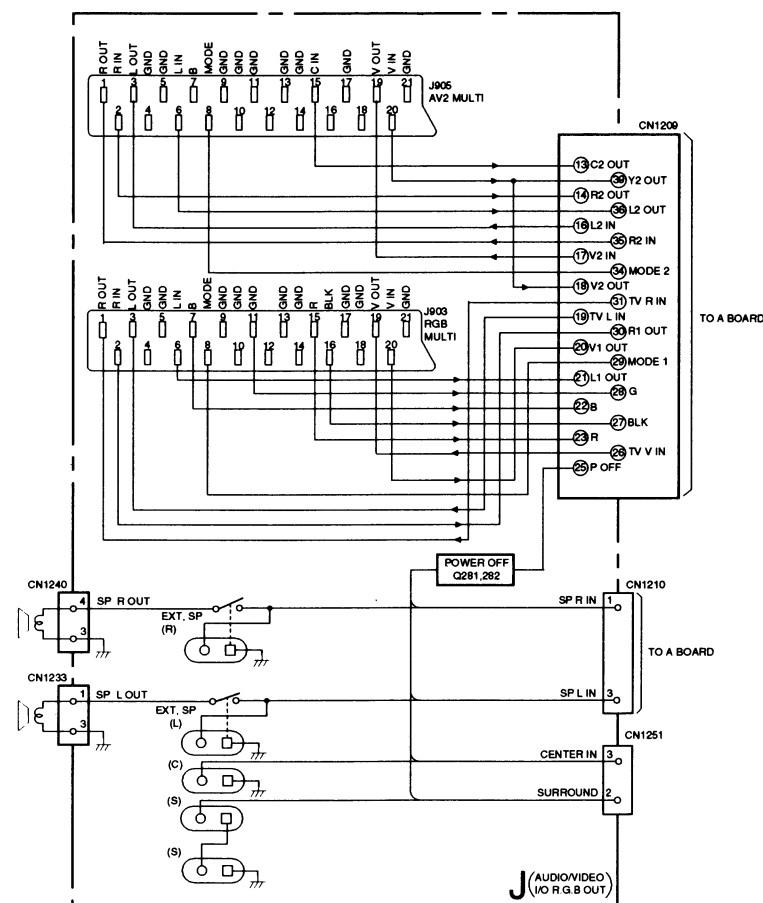 R OUT R IN L OUT GND GND L IN B MODE GND GND GND GND GND C IN GND V OUT V IN GND
1 3 5 7 9 11 13 15 17 19 21
2 4 6 8 10 12 14 16 18 20
J905
AV2 MULTI
CN1209
13 C2 OUT
39 Y2 OUT
14 R2 OUT
36 L2 OUT
16 L2 IN
35 R2 IN
17 V2 IN
34 MODE 2
18 V2 OUT
31 TV R IN
19 TV L IN
30 R1 OUT
20 V1 OUT
29 MODE 1
21 L1 OUT
28 G
22 B
27 BLK
23 R
26 TV V IN
25 P OFF
TO A BOARD
R OUT R IN L OUT GND GND L IN B MODE GND GND GND GND GND R BLK GND GND V OUT V IN GND
1 3 5 7 9 11 13 15 17 19 21
2 4 6 8 10 12 14 16 18 20
J903
RGB
MULTI
POWER OFF
Q281,282
CN1240
4 SP R OUT
3
EXT, SP
(R)
CN1210
SP R IN 1
TO A BOARD
CN1233
1 SP L OUT
3
EXT, SP
(L)
SP L IN 3
CN1251
(C)
CENTER IN 3
(S)
SURROUND 2
(S)
J (AUDIO/VIDEO
I/O R.G.B OUT)